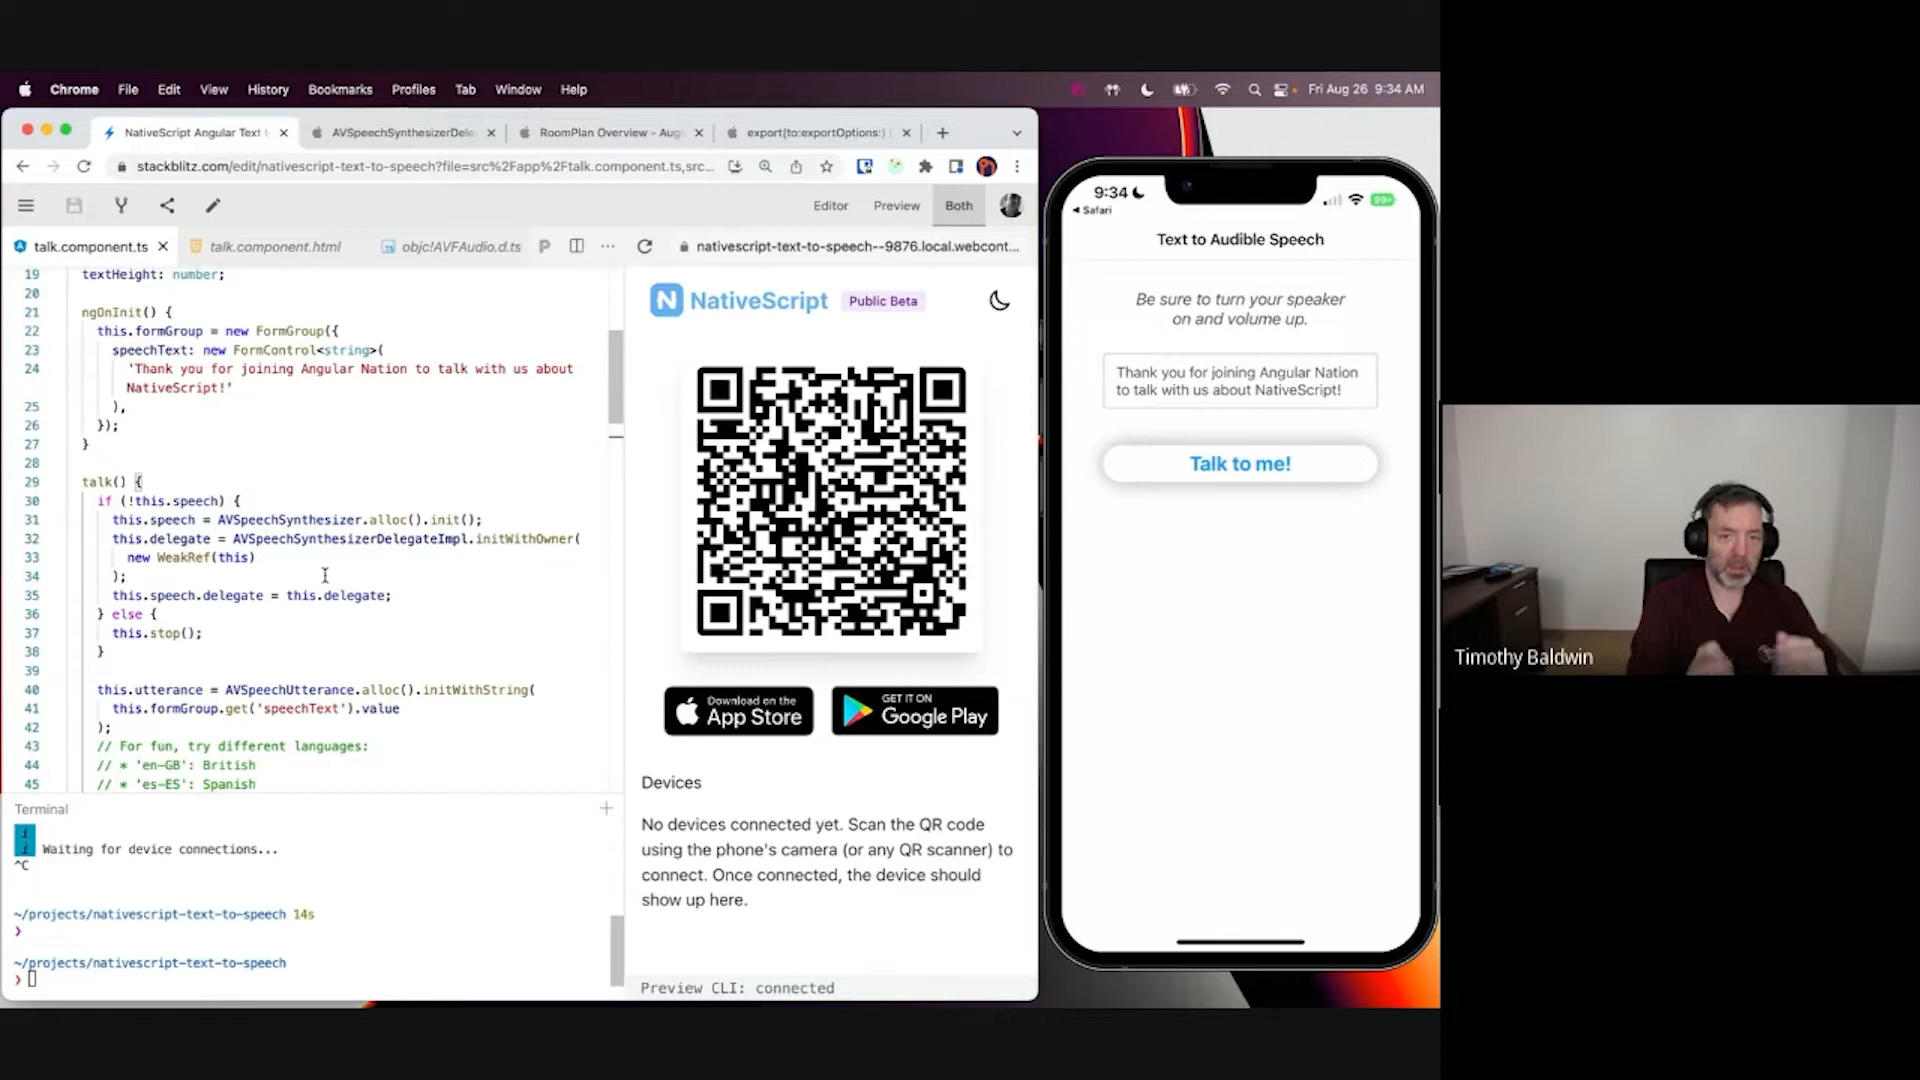 Chrome File Edit View History Bookmarks Profiles Tab Window Help
Fri Aug 26 9:34 AM
NativeScript Angular Text t
AVSpeechSynthesizerDele
RoomPlan Overview - Aug
export(to:exportOptions:) |
stackblitz.com/edit/nativescript-text-to-speech?file=src%2Fapp%2Ftalk.component.ts,src...
Editor Preview Both
talk.component.ts
talk.component.html
objc!AVFAudio.d.ts
nativescript-text-to-speech--9876.local.webcont...
19 textHeight: number;
20
21 ngOnInit() {
22 this.formGroup = new FormGroup({
23 speechText: new FormControl<string>(
24 'Thank you for joining Angular Nation to talk with us about
NativeScript!'
25 ),
26 });
27 }
28
29 talk() {
30 if (!this.speech) {
31 this.speech = AVSpeechSynthesizer.alloc().init();
32 this.delegate = AVSpeechSynthesizerDelegateImpl.initWithOwner(
33 new WeakRef(this)
34 );
35 this.speech.delegate = this.delegate;
36 } else {
37 this.stop();
38 }
39
40 this.utterance = AVSpeechUtterance.alloc().initWithString(
41 this.formGroup.get('speechText').value
42 );
43 // For fun, try different languages:
44 // * 'en-GB': British
45 // * 'es-ES': Spanish
Terminal
i
i Waiting for device connections...
^C
~/projects/nativescript-text-to-speech 14s
❯
~/projects/nativescript-text-to-speech
❯
N NativeScript Public Beta
Download on the
App Store
GET IT ON
Google Play
Devices
No devices connected yet. Scan the QR code
using the phone's camera (or any QR scanner) to
connect. Once connected, the device should
show up here.
Preview CLI: connected
9:34
99+
◀ Safari
Text to Audible Speech
Be sure to turn your speaker
on and volume up.
Thank you for joining Angular Nation
to talk with us about NativeScript!
Talk to me!
Timothy Baldwin